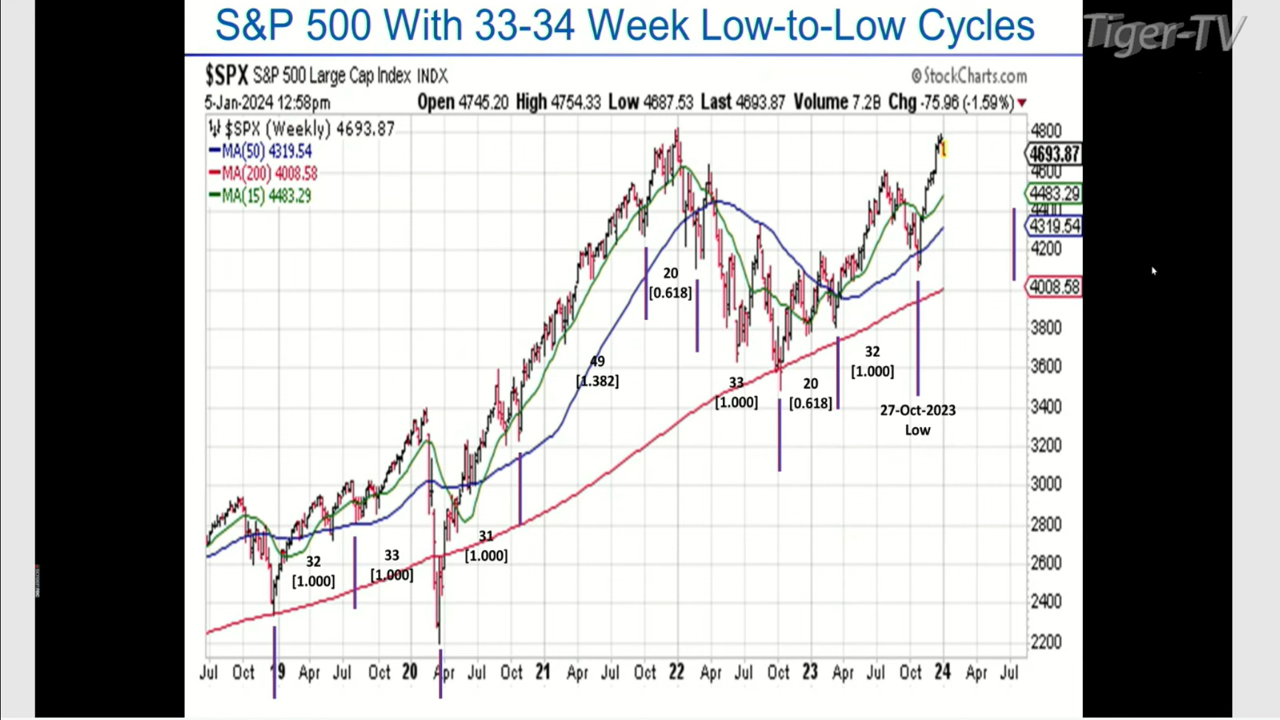 S&P 500 With 33-34 Week Low-to-Low Cycles
Tiger-TV
$SPX S&P 500 Large Cap Index INDX
© StockCharts.com
5-Jan-2024 12:58pm
Open 4745.20 High 4754.33 Low 4687.53 Last 4693.87 Volume 7.2B Chg -75.96 (-1.59%)
$SPX (Weekly) 4693.87
MA(50) 4319.54
MA(200) 4008.58
MA(15) 4483.29
4800
4693.87
4600
4483.29
4400
4319.54
4200
4008.58
3800
3600
3400
3200
3000
2800
2600
2400
2200
1
20
[0.618]
49
[1.382]
33
[1.000]
20
[0.618]
32
[1.000]
27-Oct-2023
Low
32
[1.000]
33
[1.000]
31
[1.000]
Jul Oct 19 Apr Jul Oct 20 Apr Jul Oct 21 Apr Jul Oct 22 Apr Jul Oct 23 Apr Jul Oct 24 Apr Jul